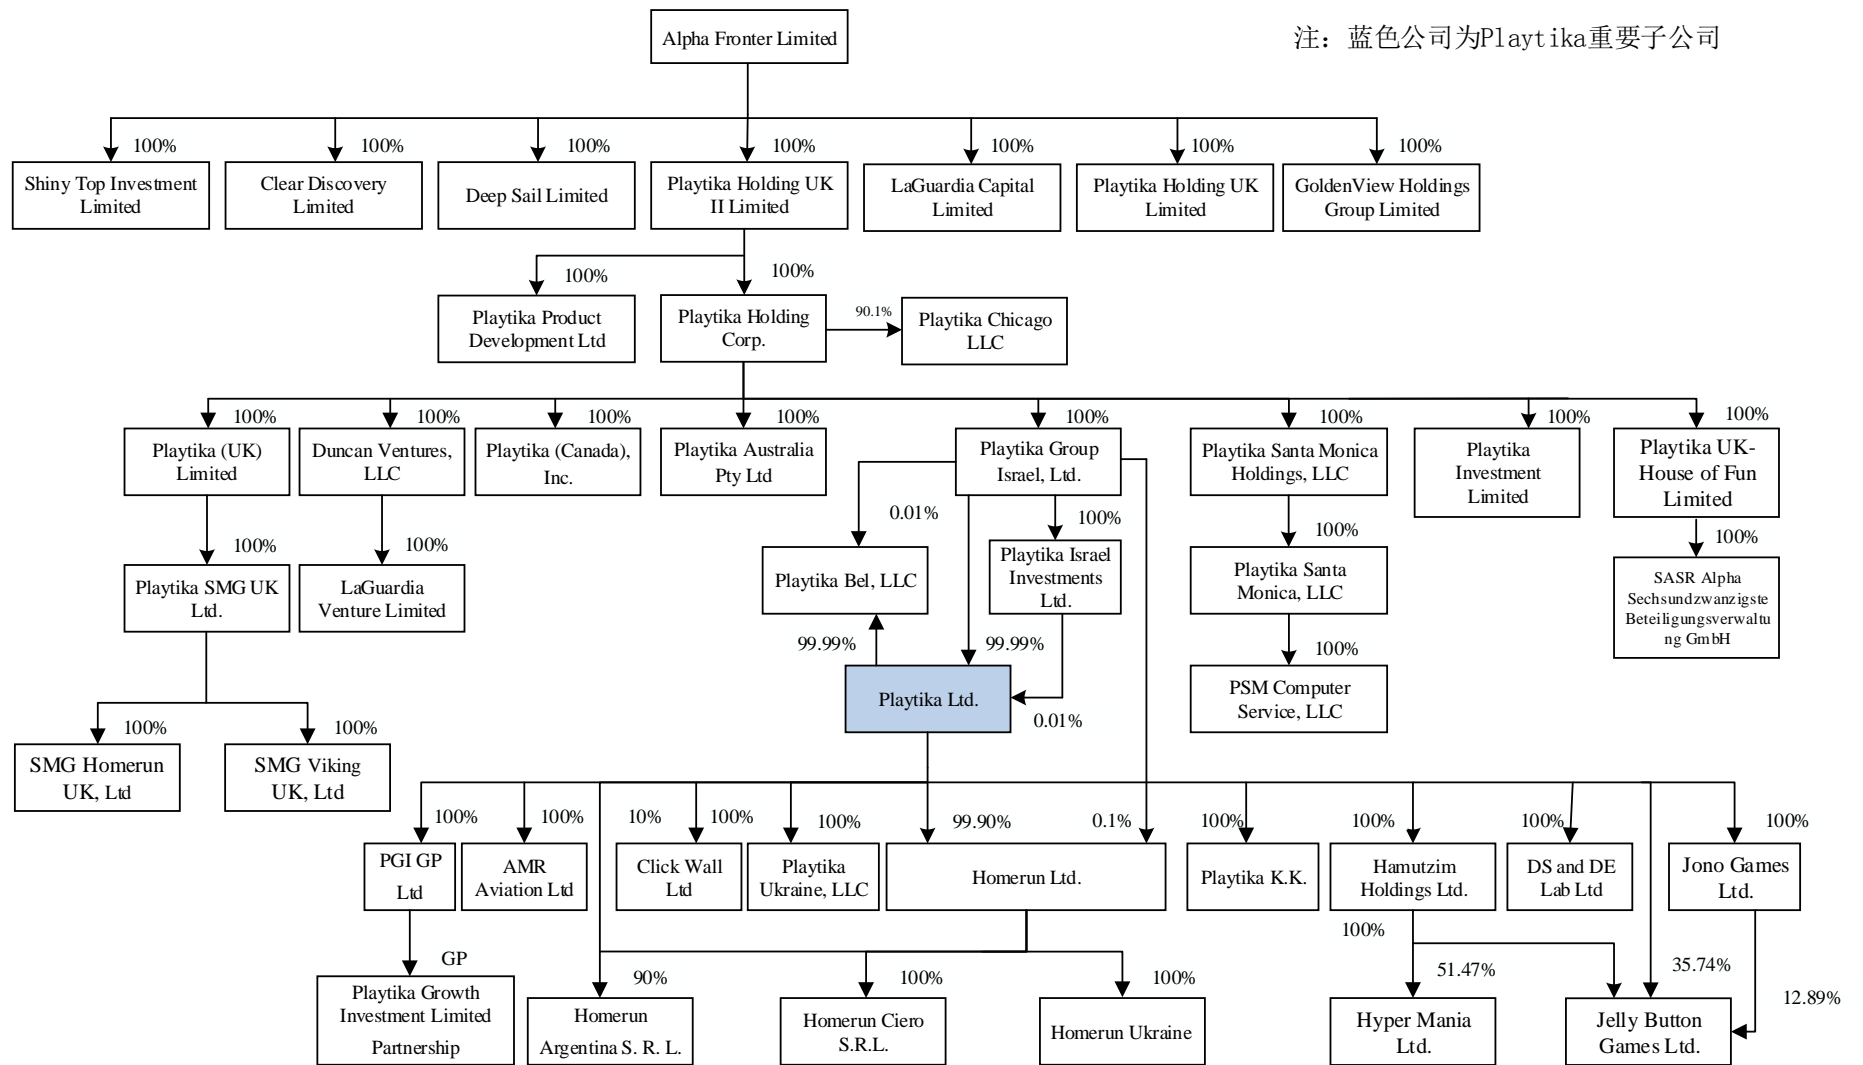 Alpha Fronter Limited
注：蓝色公司为Playtika重要子公司
100%
100%
100%
100%
100%
100%
100%
Shiny Top Investment
Limited
Clear Discovery
Limited
Deep Sail Limited
Playtika Holding UK
II Limited
LaGuardia Capital
Limited
Playtika Holding UK
Limited
GoldenView Holdings
Group Limited
100%
100%
Playtika Product
Development Ltd
Playtika Holding
Corp.
90.1%
Playtika Chicago
LLC
100%
100%
100%
100%
100%
100%
100%
100%
Playtika (UK)
Limited
Duncan Ventures,
LLC
Playtika (Canada),
Inc.
Playtika Australia
Pty Ltd
Playtika Group
Israel, Ltd.
Playtika Santa Monica
Holdings, LLC
Playtika
Investment
Limited
Playtika UK-
House of Fun
Limited
100%
100%
0.01%
100%
100%
100%
Playtika SMG UK
Ltd.
LaGuardia
Venture Limited
Playtika Bel, LLC
Playtika Israel
Investments
Ltd.
Playtika Santa
Monica, LLC
SASR Alpha
Sechsundzwanzigste
Beteiligungsverwaltu
ng GmbH
99.99%
99.99%
100%
Playtika Ltd.
0.01%
PSM Computer
Service, LLC
100%
100%
SMG Homerun
UK, Ltd
SMG Viking
UK, Ltd
100%
100%
10%
100%
100%
99.90%
0.1%
100%
100%
100%
100%
PGI GP
Ltd
AMR
Aviation Ltd
Click Wall
Ltd
Playtika
Ukraine, LLC
Homerun Ltd.
Playtika K.K.
Hamutzim
Holdings Ltd.
DS and DE
Lab Ltd
Jono Games
Ltd.
GP
90%
100%
100%
100%
51.47%
35.74%
12.89%
Playtika Growth
Investment Limited
Partnership
Homerun
Argentina S. R. L.
Homerun Ciero
S.R.L.
Homerun Ukraine
Hyper Mania
Ltd.
Jelly Button
Games Ltd.